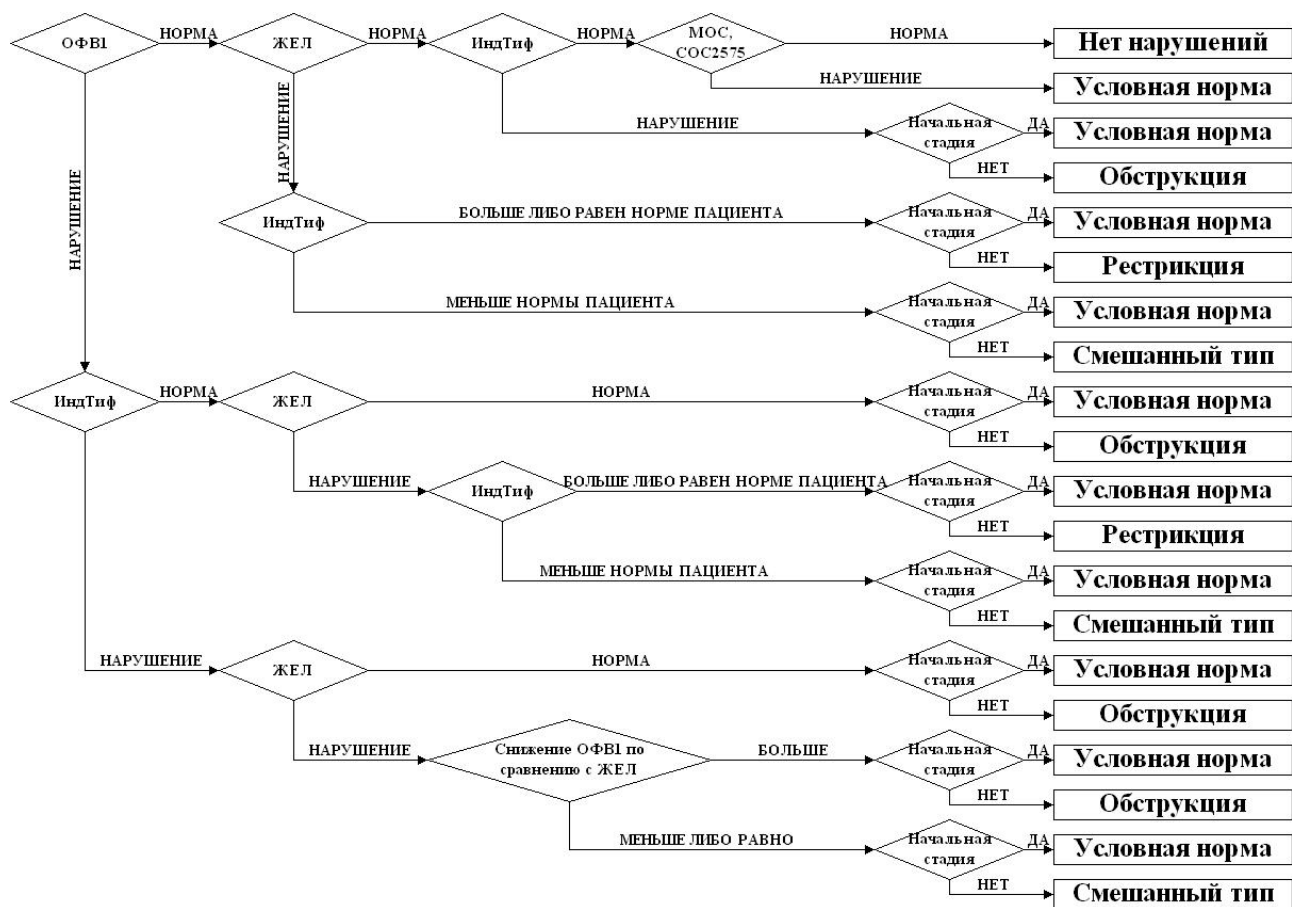 ОФВ1
НОРМА
ЖЕЛ
НОРМА
ИндТиф
НОРМА
МОС,
СОС2575
НОРМА
Нет нарушений
НАРУШЕНИЕ
Условная норма
НАРУШЕНИЕ
Начальная
стадия
ДА
Условная норма
НЕТ
Обструкция
НАРУШЕНИЕ
ИндТиф
БОЛЬШЕ ЛИБО РАВЕН НОРМЕ ПАЦИЕНТА
Начальная
стадия
ДА
Условная норма
НЕТ
Рестрикция
МЕНЬШЕ НОРМЫ ПАЦИЕНТА
Начальная
стадия
ДА
Условная норма
НЕТ
Смешанный тип
НАРУШЕНИЕ
ИндТиф
НОРМА
ЖЕЛ
НОРМА
Начальная
стадия
ДА
Условная норма
НЕТ
Обструкция
НАРУШЕНИЕ
ИндТиф
БОЛЬШЕ ЛИБО РАВЕН НОРМЕ ПАЦИЕНТА
Начальная
стадия
ДА
Условная норма
НЕТ
Рестрикция
МЕНЬШЕ НОРМЫ ПАЦИЕНТА
Начальная
стадия
ДА
Условная норма
НЕТ
Смешанный тип
НАРУШЕНИЕ
ЖЕЛ
НОРМА
Начальная
стадия
ДА
Условная норма
НЕТ
Обструкция
НАРУШЕНИЕ
Снижение ОФВ1 по
сравнению с ЖЕЛ
БОЛЬШЕ
Начальная
стадия
ДА
Условная норма
НЕТ
Обструкция
МЕНЬШЕ ЛИБО РАВНО
Начальная
стадия
ДА
Условная норма
НЕТ
Смешанный тип